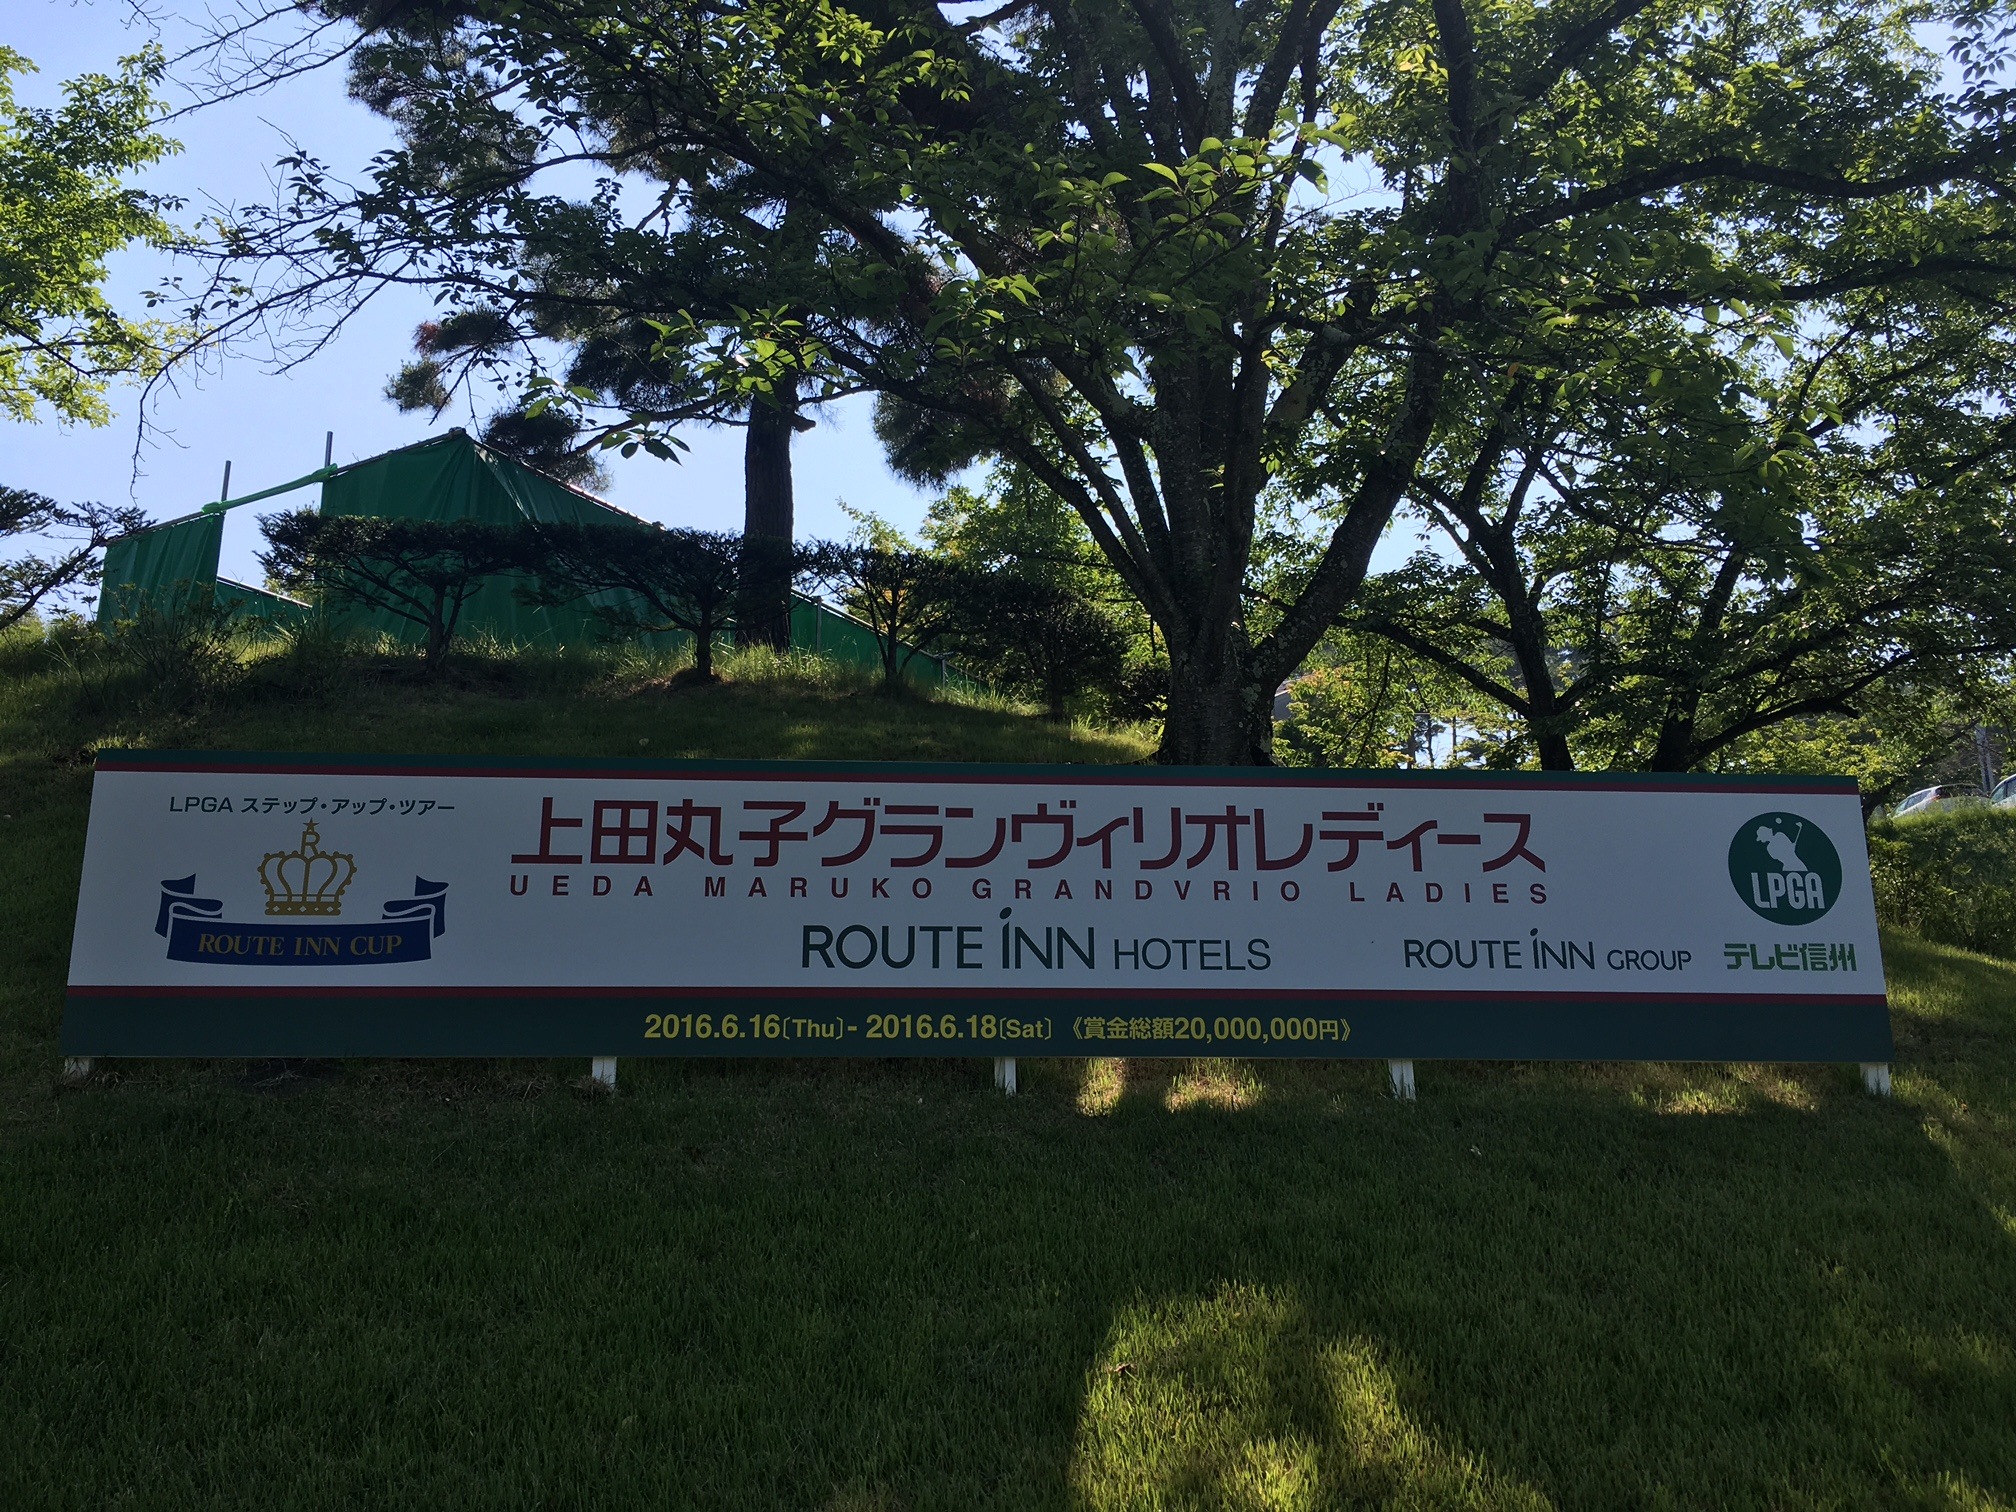 LPGA ステップ・アップ・ツアー
R
ROUTE INN CUP
上田丸子グランヴィリオレディース
UEDA MARUKO GRANDVRIO LADIES
ROUTE INN HOTELS
ROUTE INN GROUP
LPGA
テレビ信州
2016.6.16〔Thu〕- 2016.6.18〔Sat〕《賞金総額20,000,000円》